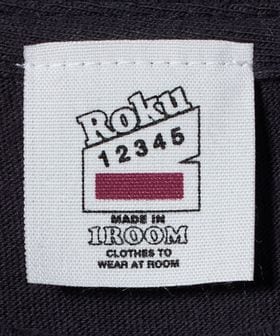 Roku
12345
MADE IN
1ROOM
CLOTHES TO
WEAR AT ROOM